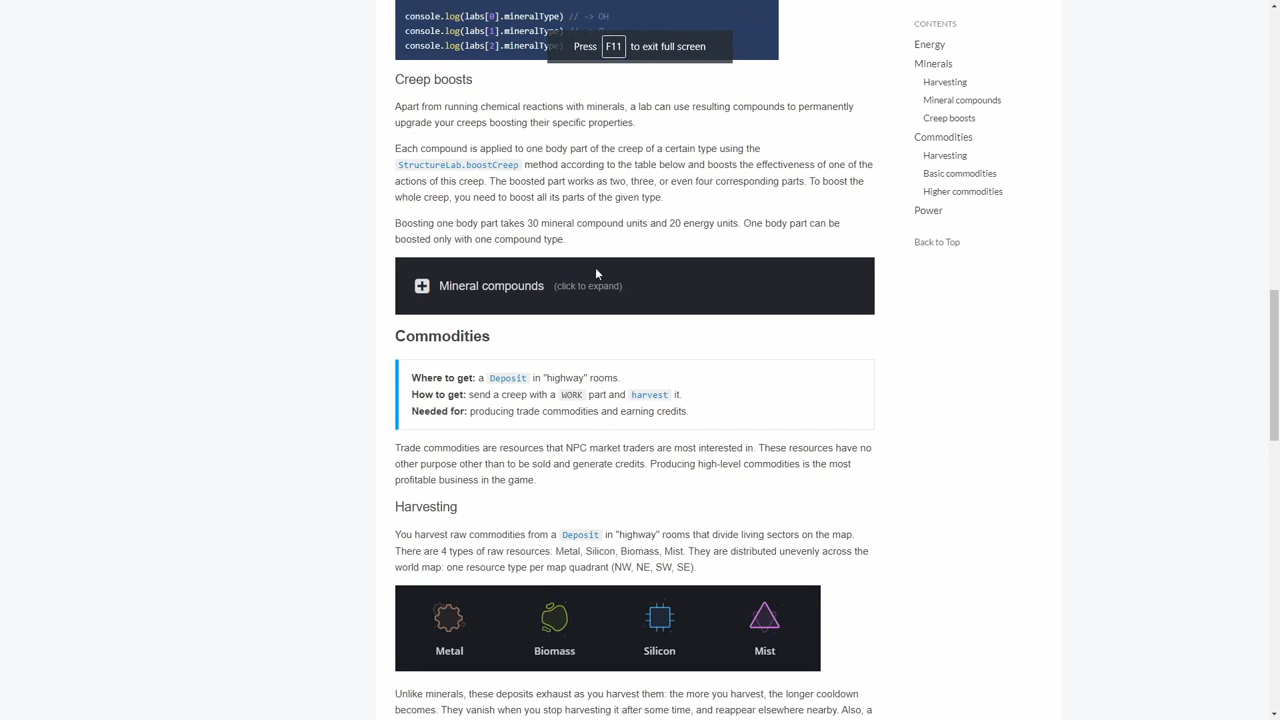 console.log(labs[0].mineralType) // -> OH
console.log(labs[1].mineralType)
console.log(labs[2].mineralType)
Press F11 to exit full screen
Creep boosts
Apart from running chemical reactions with minerals, a lab can use resulting compounds to permanently
upgrade your creeps boosting their specific properties.
Each compound is applied to one body part of the creep of a certain type using the
StructureLab.boostCreep method according to the table below and boosts the effectiveness of one of the
actions of this creep. The boosted part works as two, three, or even four corresponding parts. To boost the
whole creep, you need to boost all its parts of the given type.
Boosting one body part takes 30 mineral compound units and 20 energy units. One body part can be
boosted only with one compound type.
Mineral compounds (click to expand)
Commodities
Where to get: a Deposit in "highway" rooms.
How to get: send a creep with a WORK part and harvest it.
Needed for: producing trade commodities and earning credits.
Trade commodities are resources that NPC market traders are most interested in. These resources have no
other purpose other than to be sold and generate credits. Producing high-level commodities is the most
profitable business in the game.
Harvesting
You harvest raw commodities from a Deposit in "highway" rooms that divide living sectors on the map.
There are 4 types of raw resources: Metal, Silicon, Biomass, Mist. They are distributed unevenly across the
world map: one resource type per map quadrant (NW, NE, SW, SE).
Metal Biomass Silicon Mist
Unlike minerals, these deposits exhaust as you harvest them: the more you harvest, the longer cooldown
becomes. They vanish when you stop harvesting it after some time, and reappear elsewhere nearby. Also, a
CONTENTS
Energy
Minerals
Harvesting
Mineral compounds
Creep boosts
Commodities
Harvesting
Basic commodities
Higher commodities
Power
Back to Top